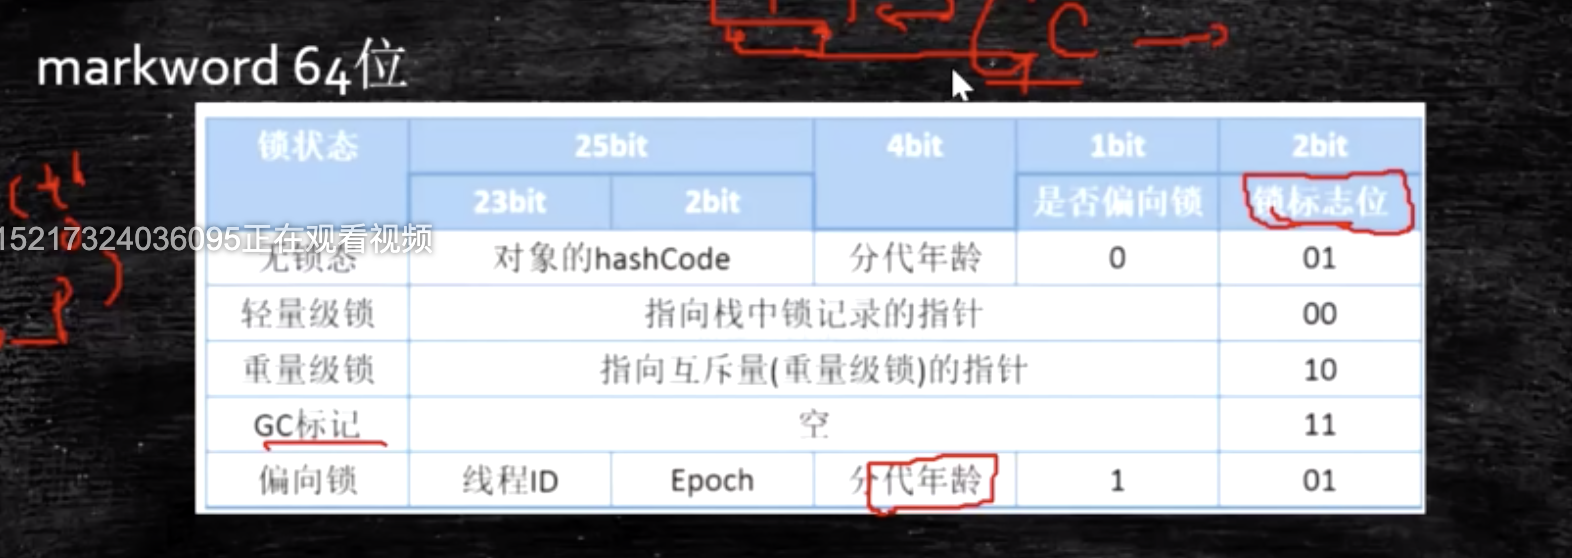 markword 64位
锁状态 25bit 4bit 1bit 2bit
23bit 2bit 是否偏向锁 锁标志位
15217324036095正在观看视频
无锁态 对象的hashCode 分代年龄 0 01
轻量级锁 指向栈中锁记录的指针 00
重量级锁 指向互斥量(重量级锁)的指针 10
GC标记 空 11
偏向锁 线程ID Epoch 分代年龄 1 01